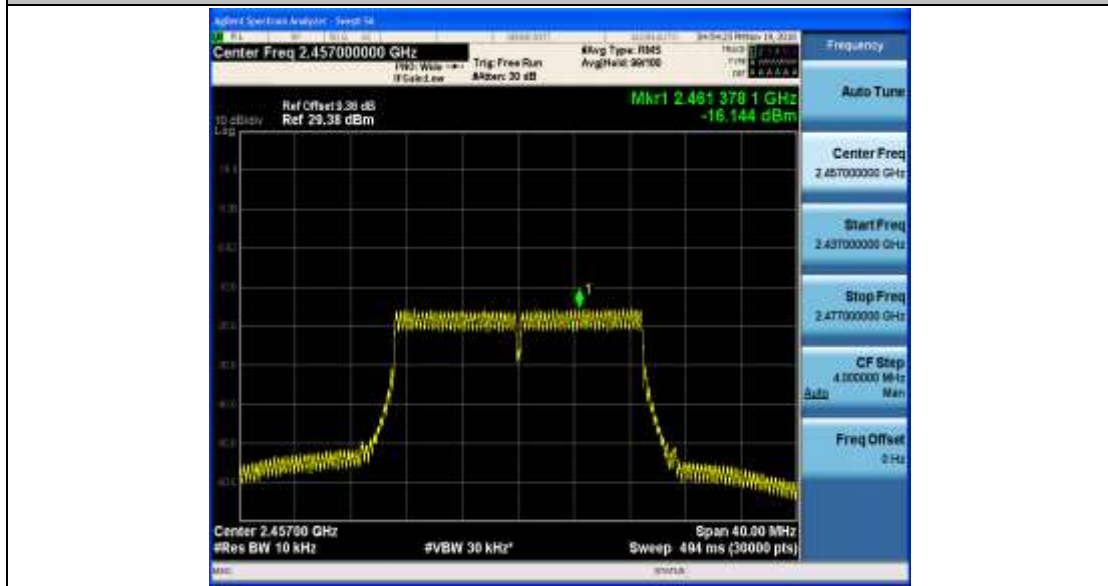 Agilent Spectrum Analyzer - Swept SA
Center Freq 2.457000000 GHz
PNO: Wide
IFGain:Low
Trig: Free Run
#Atten: 30 dB
#Avg Type: RMS
Avg|Hold: 99/100
TRACE
TYPE
DET
Frequency
Ref Offset 9.38 dB
Ref 29.38 dBm
10 dB/div
Log
Mkr1 2.461 378 1 GHz
-16.144 dBm
1
Auto Tune
Center Freq
2.457000000 GHz
Start Freq
2.437000000 GHz
Stop Freq
2.477000000 GHz
CF Step
4.000000 MHz
Auto Man
Freq Offset
0 Hz
Center 2.45700 GHz
Span 40.00 MHz
#Res BW 10 kHz
#VBW 30 kHz*
Sweep 494 ms (30000 pts)
MSG
STATUS